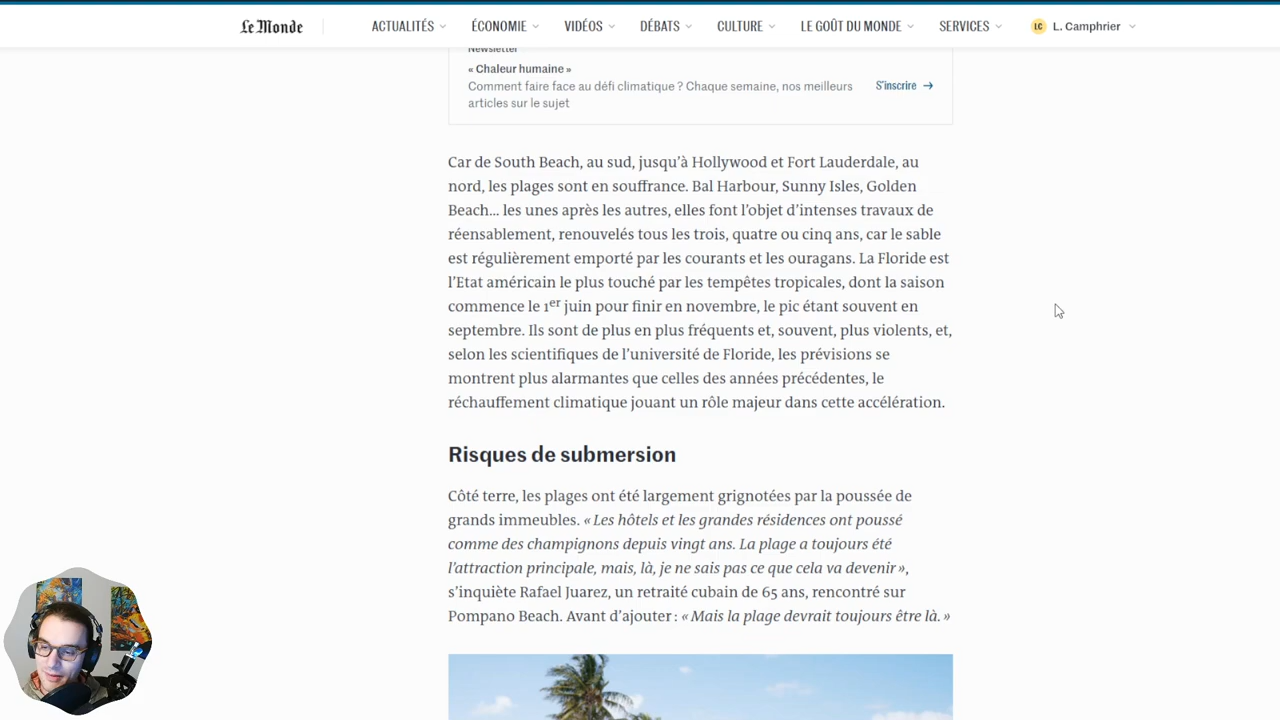 Le Monde
ACTUALITÉS
ÉCONOMIE
VIDÉOS
DÉBATS
CULTURE
LE GOÛT DU MONDE
SERVICES
LC
L. Camphrier
Newsletter
« Chaleur humaine »
Comment faire face au défi climatique ? Chaque semaine, nos meilleurs
articles sur le sujet
S'inscrire →
Car de South Beach, au sud, jusqu’à Hollywood et Fort Lauderdale, au
nord, les plages sont en souffrance. Bal Harbour, Sunny Isles, Golden
Beach… les unes après les autres, elles font l’objet d’intenses travaux de
réensablement, renouvelés tous les trois, quatre ou cinq ans, car le sable
est régulièrement emporté par les courants et les ouragans. La Floride est
l’Etat américain le plus touché par les tempêtes tropicales, dont la saison
commence le 1er juin pour finir en novembre, le pic étant souvent en
septembre. Ils sont de plus en plus fréquents et, souvent, plus violents, et,
selon les scientifiques de l’université de Floride, les prévisions se
montrent plus alarmantes que celles des années précédentes, le
réchauffement climatique jouant un rôle majeur dans cette accélération.
Risques de submersion
Côté terre, les plages ont été largement grignotées par la poussée de
grands immeubles. « Les hôtels et les grandes résidences ont poussé
comme des champignons depuis vingt ans. La plage a toujours été
l’attraction principale, mais, là, je ne sais pas ce que cela va devenir »,
s’inquiète Rafael Juarez, un retraité cubain de 65 ans, rencontré sur
Pompano Beach. Avant d’ajouter : « Mais la plage devrait toujours être là. »